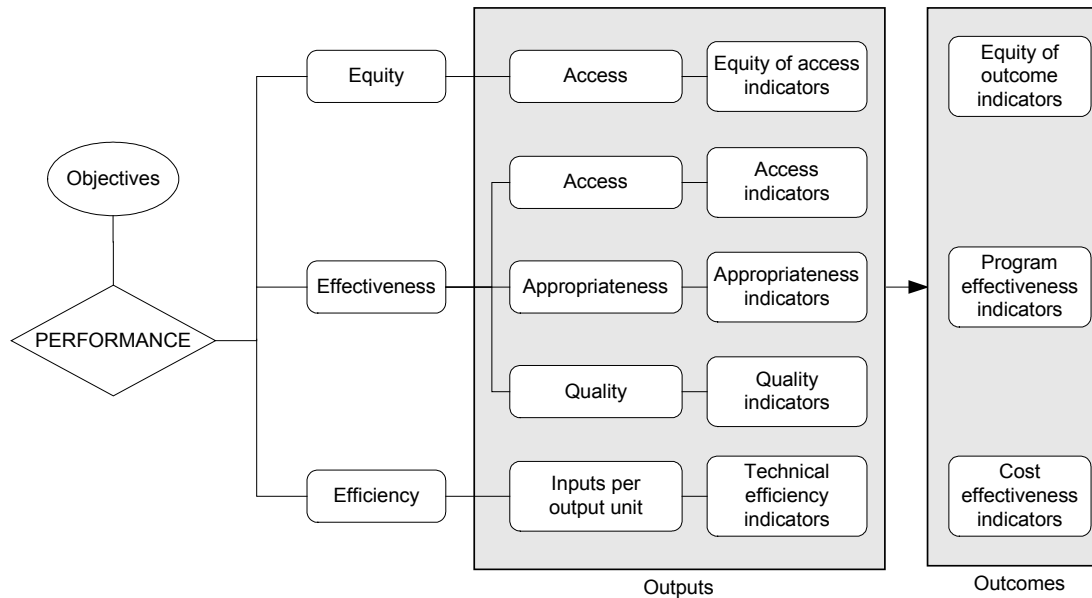 Objectives
PERFORMANCE
Equity
Effectiveness
Efficiency
Access
Equity of access
indicators
Access
Access
indicators
Appropriateness
Appropriateness
indicators
Quality
Quality
indicators
Inputs per
output unit
Technical
efficiency
indicators
Outputs
Equity of
outcome
indicators
Program
effectiveness
indicators
Cost
effectiveness
indicators
Outcomes